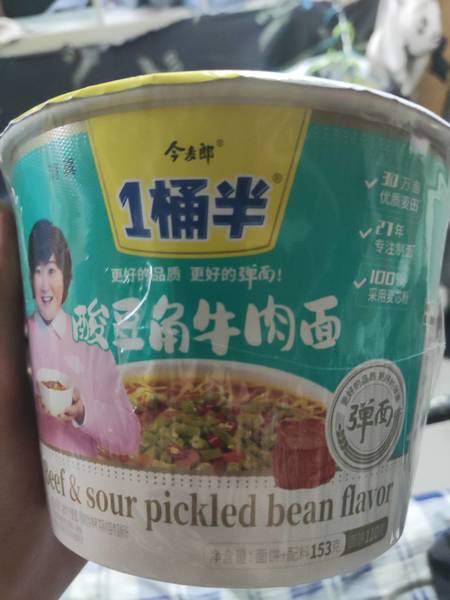 今麦郎®
1桶半®
更好的品质 更好的弹面!
酸豆角牛肉面
30万亩
优质麦田
27年
专注制面
100%
采用麦芯粉
弹面
Beef & sour pickled bean flavor
净含量:面饼+配料153克